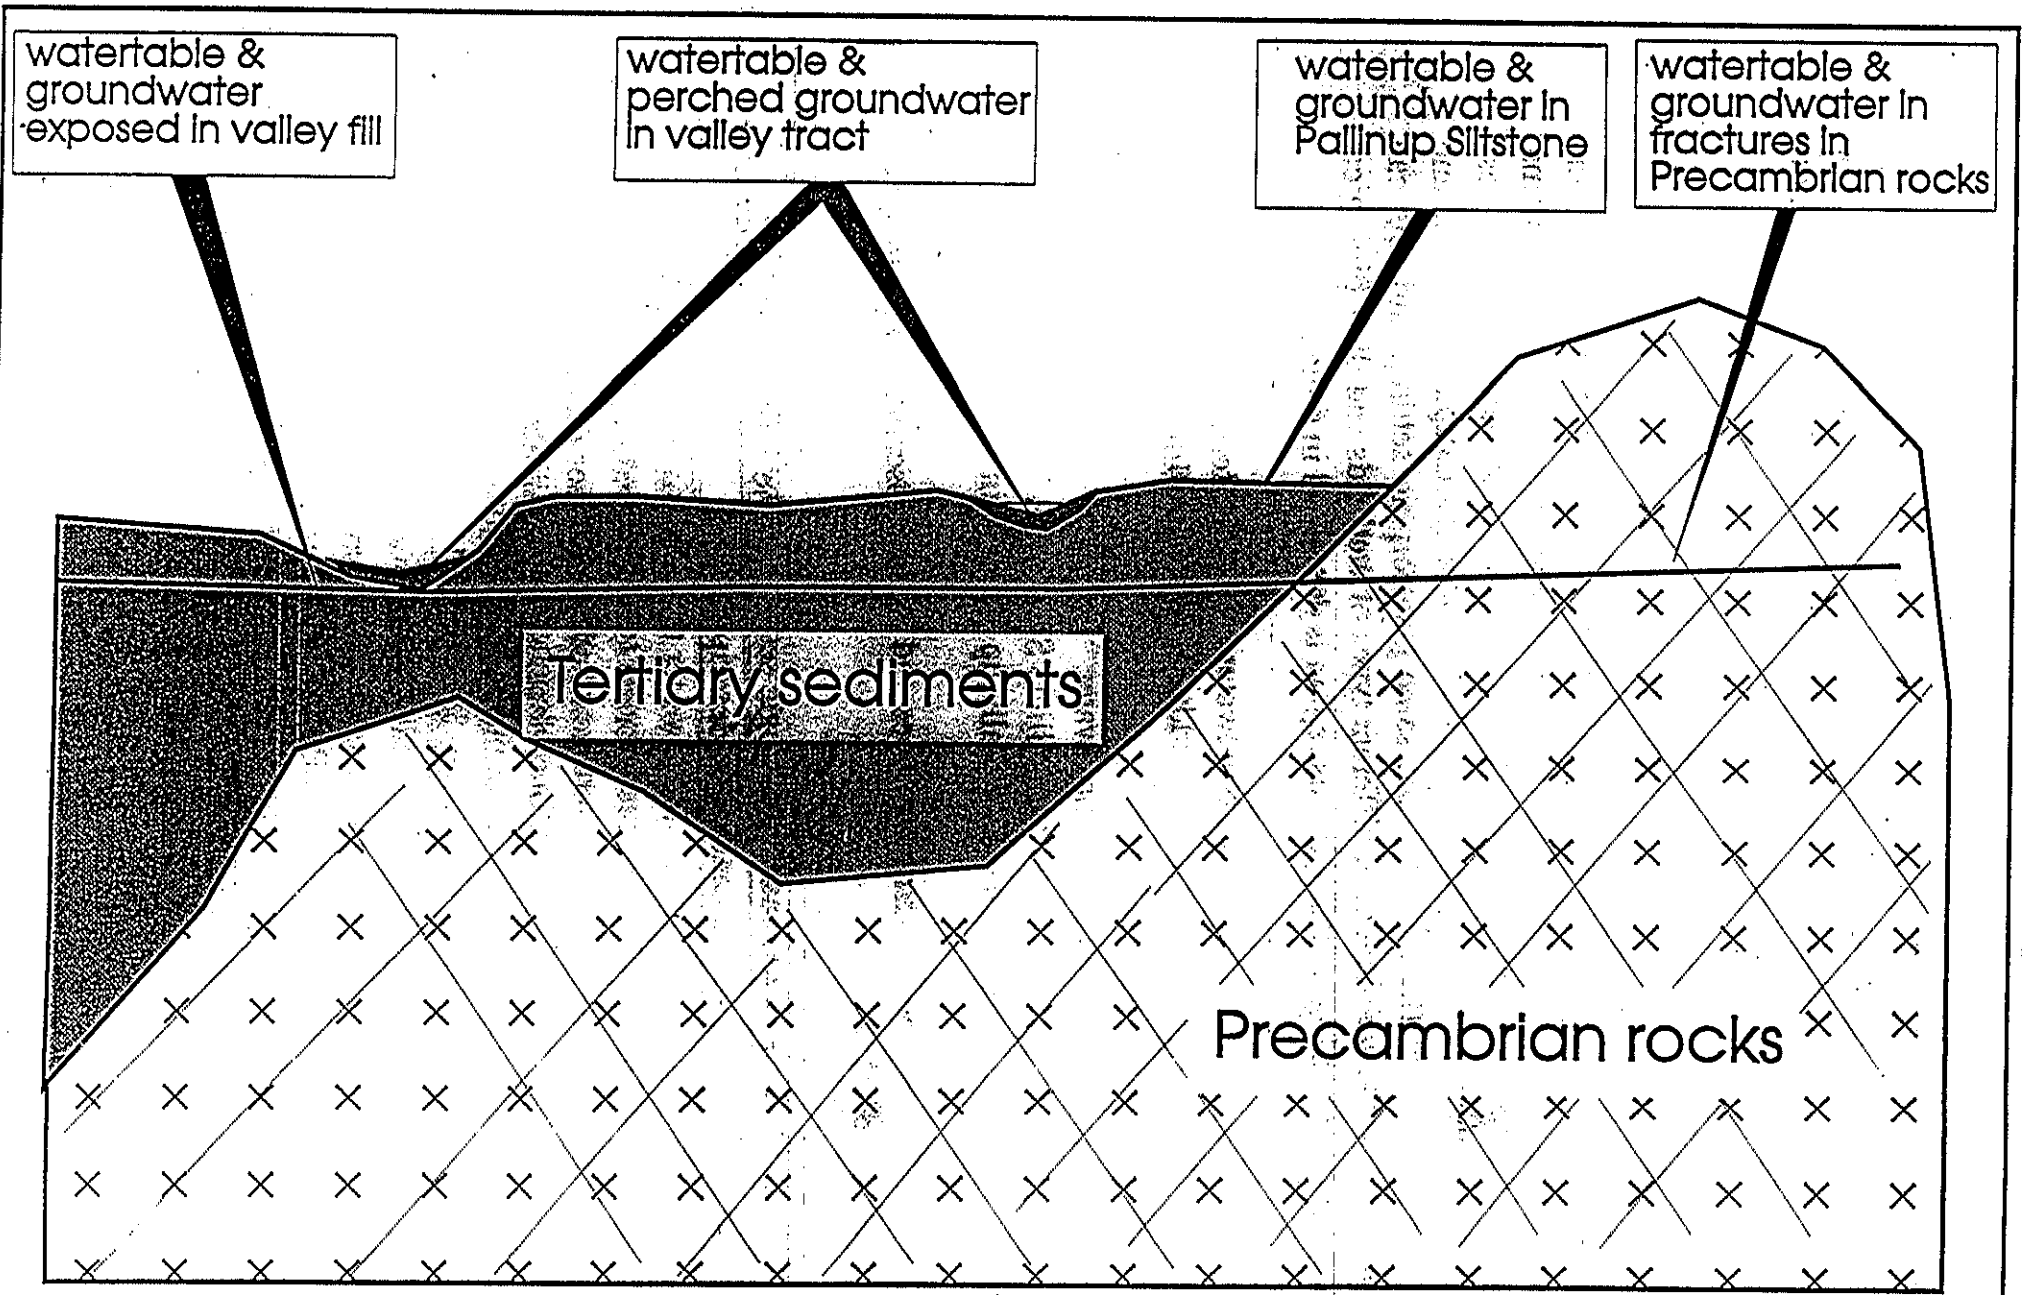 watertable &
groundwater
exposed in valley fill
watertable &
perched groundwater
in valley tract
watertable &
groundwater in
Pallinup Siltstone
watertable &
groundwater in
fractures in
Precambrian rocks
Tertiary sediments
Precambrian rocks